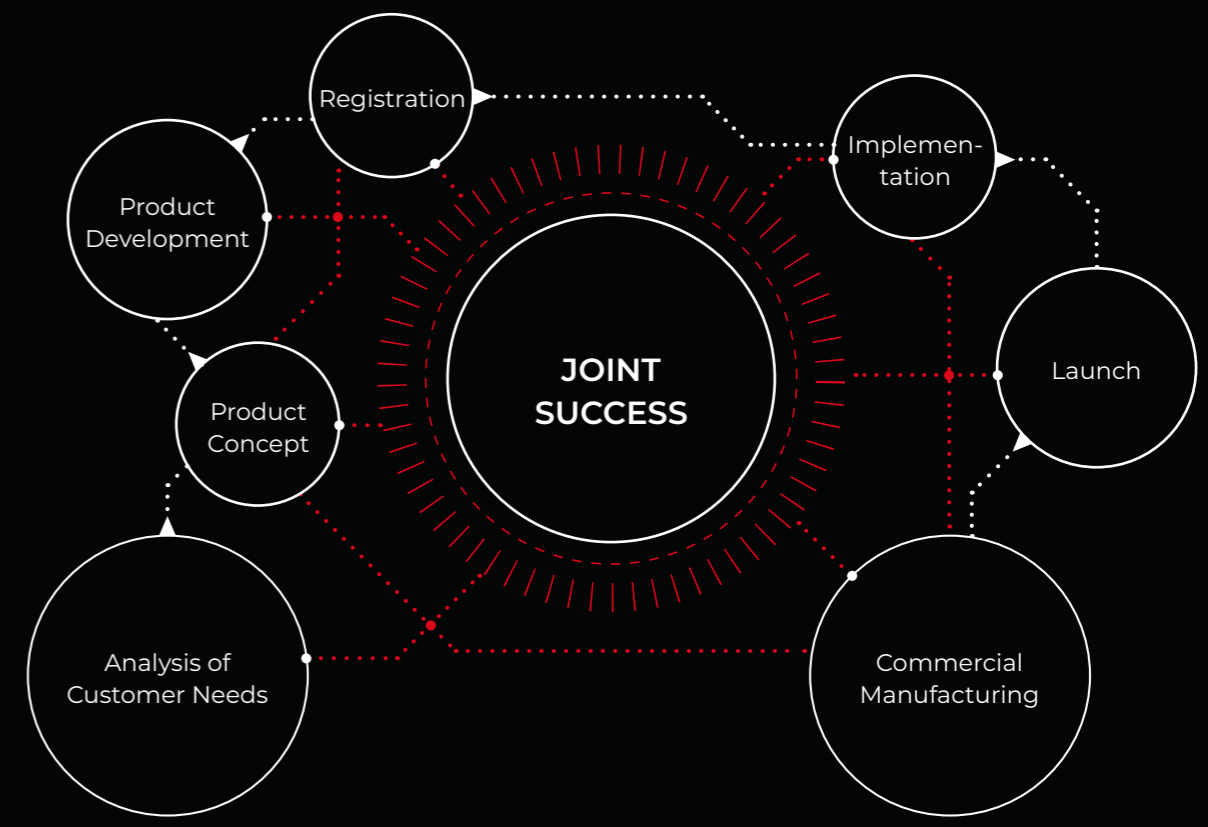 Registration
Implemen-
tation
Product
Development
JOINT
SUCCESS
Launch
Product
Concept
Analysis of
Customer Needs
Commercial
Manufacturing